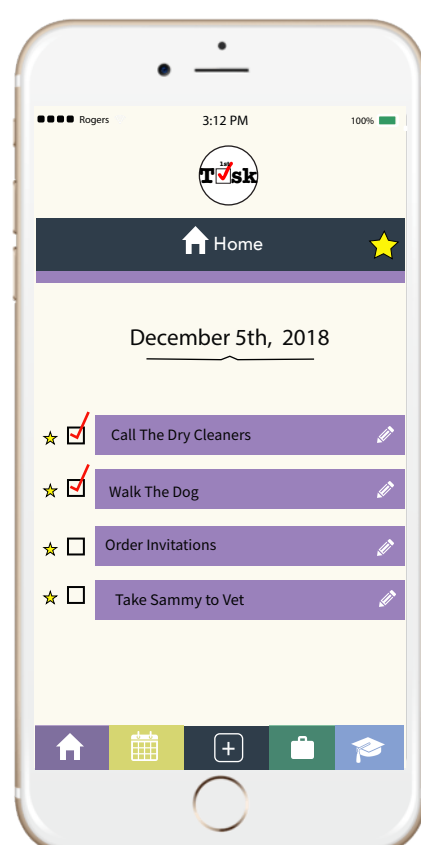 Rogers 3:12 PM 100%
1st
Task
Home
December 5th, 2018
Call The Dry Cleaners
Walk The Dog
Order Invitations
Take Sammy to Vet